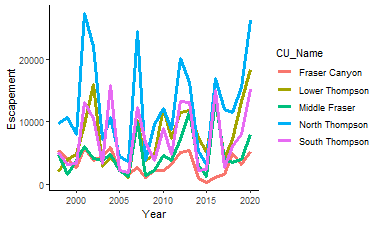 Escapement
20000
10000
0
2000
2005
2010
2015
2020
Year
CU_Name
Fraser Canyon
Lower Thompson
Middle Fraser
North Thompson
South Thompson